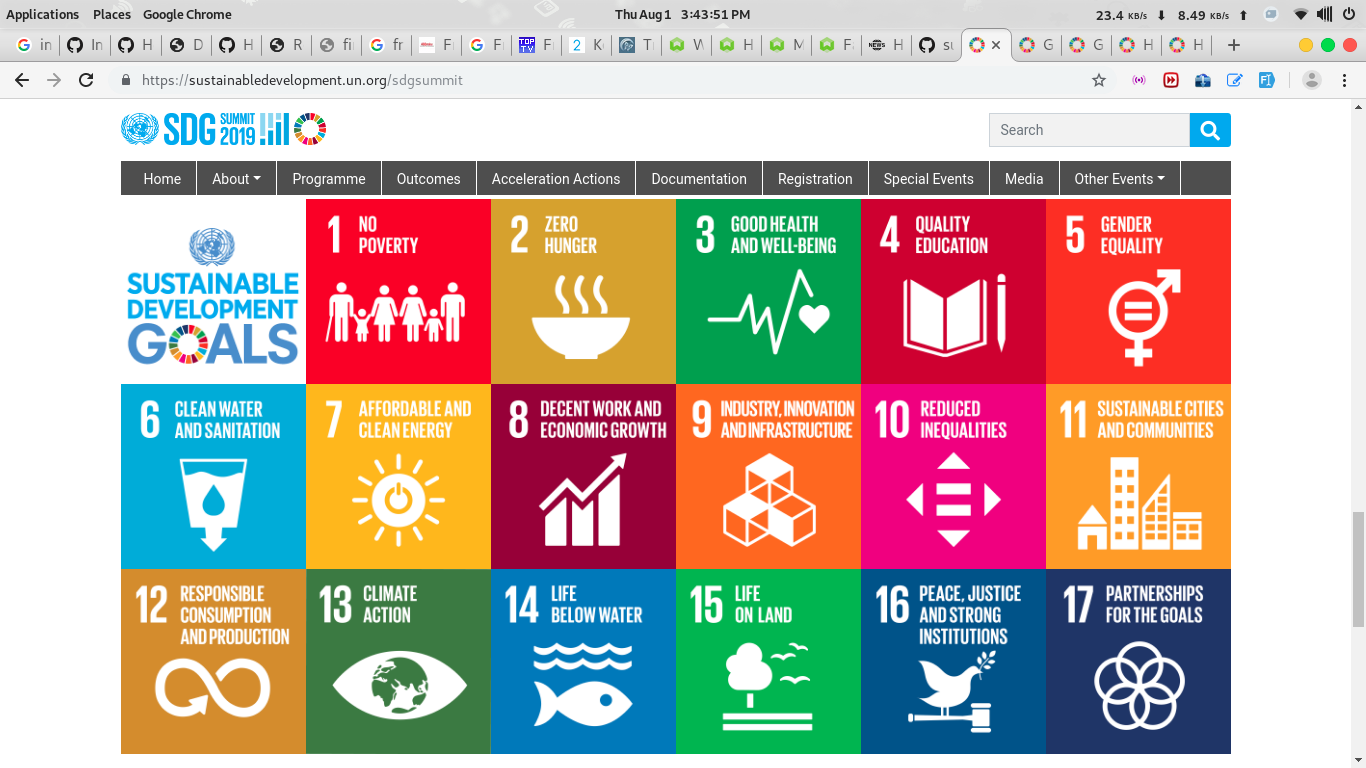 Applications Places Google Chrome Thu Aug 1 3:43:51 PM 23.4 KB/s 8.49 KB/s
in In H D H R fi fr F F K T W H M F H su G G H H
https://sustainabledevelopment.un.org/sdgsummit
SDG SUMMIT 2019
Search
Home About Programme Outcomes Acceleration Actions Documentation Registration Special Events Media Other Events
SUSTAINABLE
DEVELOPMENT
GOALS
1 NO
POVERTY
2 ZERO
HUNGER
3 GOOD HEALTH
AND WELL-BEING
4 QUALITY
EDUCATION
5 GENDER
EQUALITY
6 CLEAN WATER
AND SANITATION
7 AFFORDABLE AND
CLEAN ENERGY
8 DECENT WORK AND
ECONOMIC GROWTH
9 INDUSTRY, INNOVATION
AND INFRASTRUCTURE
10 REDUCED
INEQUALITIES
11 SUSTAINABLE CITIES
AND COMMUNITIES
12 RESPONSIBLE
CONSUMPTION
AND PRODUCTION
13 CLIMATE
ACTION
14 LIFE
BELOW WATER
15 LIFE
ON LAND
16 PEACE, JUSTICE
AND STRONG
INSTITUTIONS
17 PARTNERSHIPS
FOR THE GOALS